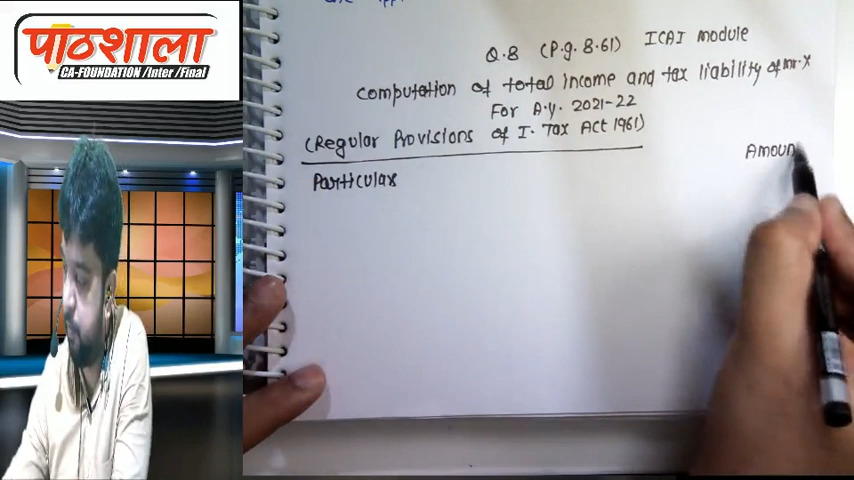 पाठशाला
CA-FOUNDATION/Inter/Final
Q.8 (P.g. 8.61) ICAI module
Computation of total income and tax liability of mr.X
For A.y. 2021-22
(Regular Provisions of I. Tax Act 1961)
Particulars
Amoun